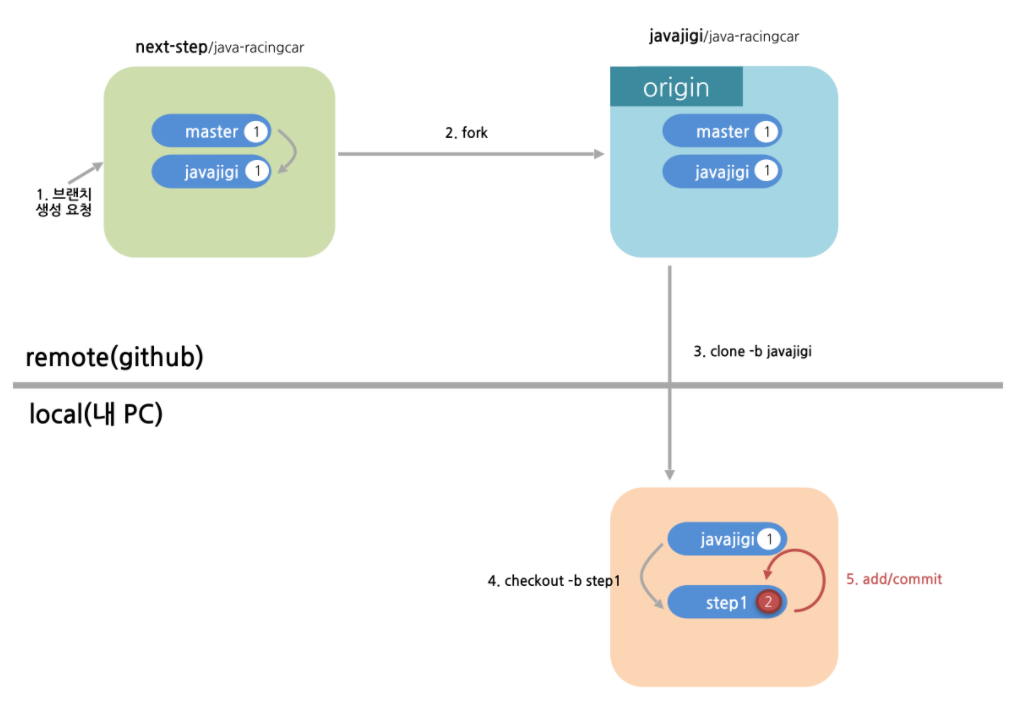 next-step/java-racingcar
javajigi/java-racingcar
origin
master 1
javajigi 1
2. fork
master 1
javajigi 1
1. 브랜치
생성 요청
remote(github)
3. clone -b javajigi
local(내 PC)
javajigi 1
4. checkout -b step1
step1 2
5. add/commit